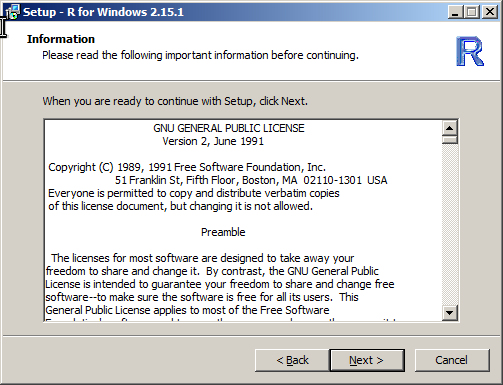 Setup - R for Windows 2.15.1
Information
Please read the following important information before continuing.
R
When you are ready to continue with Setup, click Next.
GNU GENERAL PUBLIC LICENSE
Version 2, June 1991
Copyright (C) 1989, 1991 Free Software Foundation, Inc.
51 Franklin St, Fifth Floor, Boston, MA 02110-1301 USA
Everyone is permitted to copy and distribute verbatim copies
of this license document, but changing it is not allowed.
Preamble
The licenses for most software are designed to take away your
freedom to share and change it. By contrast, the GNU General Public
License is intended to guarantee your freedom to share and change free
software--to make sure the software is free for all its users. This
General Public License applies to most of the Free Software
< Back
Next >
Cancel